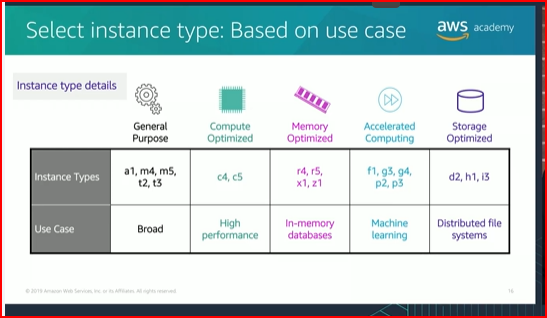 Select instance type: Based on use case
aws academy
Instance type details
General
Purpose
Compute
Optimized
Memory
Optimized
Accelerated
Computing
Storage
Optimized
Instance Types
a1, m4, m5,
t2, t3
c4, c5
r4, r5,
x1, z1
f1, g3, g4,
p2, p3
d2, h1, i3
Use Case
Broad
High
performance
In-memory
databases
Machine
learning
Distributed file
systems
© 2019 Amazon Web Services, Inc. or its Affiliates. All rights reserved.
16